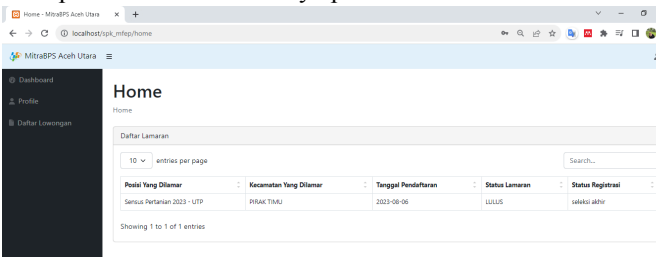 Home - MitraBPS Aceh Utara
localhost/spk_mfep/home
MitraBPS Aceh Utara
Dashboard
Profile
Daftar Lowongan
Home
Home
Daftar Lamaran
10 entries per page
Search...
Posisi Yang Dilamar Kecamatan Yang Dilamar Tanggal Pendaftaran Status Lamaran Status Registrasi
Sensus Pertanian 2023 - UTP PIRAK TIMU 2023-08-06 LULUS seleksi akhir
Showing 1 to 1 of 1 entries